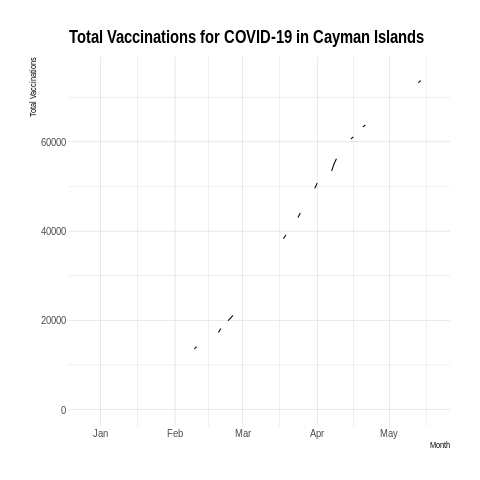 Total Vaccinations for COVID-19 in Cayman Islands
Total Vaccinations
60000
40000
20000
0
Jan Feb Mar Apr May
Month